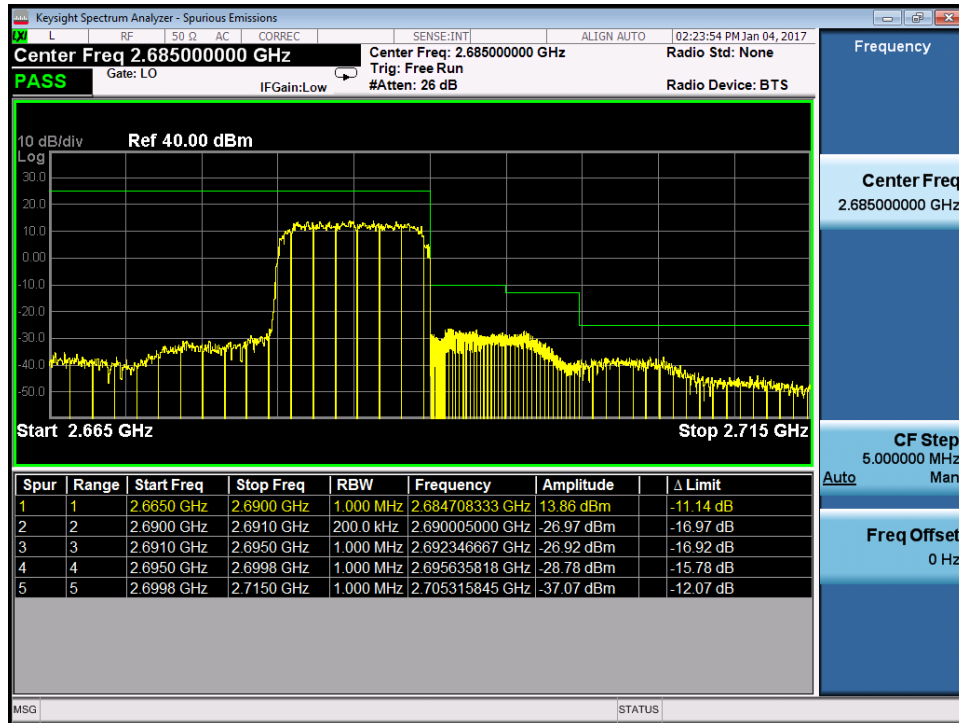 Keysight Spectrum Analyzer - Spurious Emissions
LXI L RF 50 Ω AC CORREC SENSE:INT ALIGN AUTO 02:23:54 PM Jan 04, 2017
Center Freq 2.685000000 GHz
Center Freq: 2.685000000 GHz
Radio Std: None
Gate: LO
Trig: Free Run
PASS
IFGain:Low
#Atten: 26 dB
Radio Device: BTS
10 dB/div Ref 40.00 dBm
Log
30.0
20.0
10.0
0.00
-10.0
-20.0
-30.0
-40.0
-50.0
Start 2.665 GHz Stop 2.715 GHz
Spur Range Start Freq Stop Freq RBW Frequency Amplitude Δ Limit
1 1 2.6650 GHz 2.6900 GHz 1.000 MHz 2.684708333 GHz 13.86 dBm -11.14 dB
2 2 2.6900 GHz 2.6910 GHz 200.0 kHz 2.690005000 GHz -26.97 dBm -16.97 dB
3 3 2.6910 GHz 2.6950 GHz 1.000 MHz 2.692346667 GHz -26.92 dBm -16.92 dB
4 4 2.6950 GHz 2.6998 GHz 1.000 MHz 2.695635818 GHz -28.78 dBm -15.78 dB
5 5 2.6998 GHz 2.7150 GHz 1.000 MHz 2.705315845 GHz -37.07 dBm -12.07 dB
MSG STATUS
Frequency
Center Freq
2.685000000 GHz
CF Step
5.000000 MHz
Auto Man
Freq Offset
0 Hz